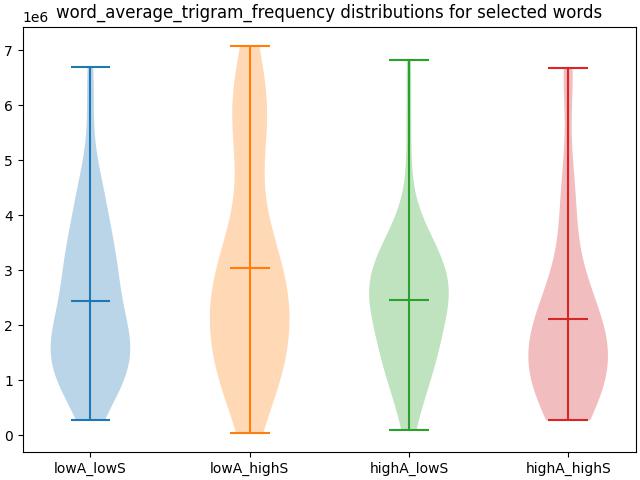 word_average_trigram_frequency distributions for selected words
1e6
7
6
5
4
3
2
1
0
lowA_lowS lowA_highS highA_lowS highA_highS